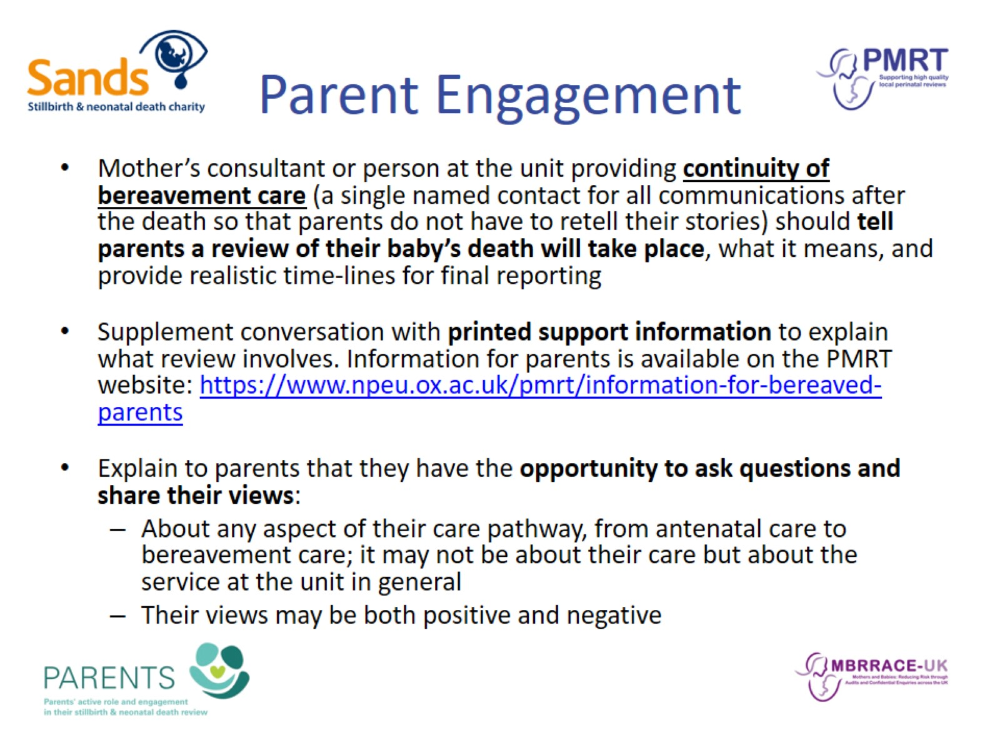 Sands
Stillbirth & neonatal death charity
Parent Engagement
PMRT
Supporting high quality
local perinatal reviews
• Mother’s consultant or person at the unit providing continuity of
bereavement care (a single named contact for all communications after
the death so that parents do not have to retell their stories) should tell
parents a review of their baby’s death will take place, what it means, and
provide realistic time-lines for final reporting
• Supplement conversation with printed support information to explain
what review involves. Information for parents is available on the PMRT
website: https://www.npeu.ox.ac.uk/pmrt/information-for-bereaved-
parents
• Explain to parents that they have the opportunity to ask questions and
share their views:
– About any aspect of their care pathway, from antenatal care to
bereavement care; it may not be about their care but about the
service at the unit in general
– Their views may be both positive and negative
PARENTS
Parents' active role and engagement
in their stillbirth & neonatal death review
MBRRACE-UK
Mothers and Babies: Reducing Risk through
Audits and Confidential Enquiries across the UK